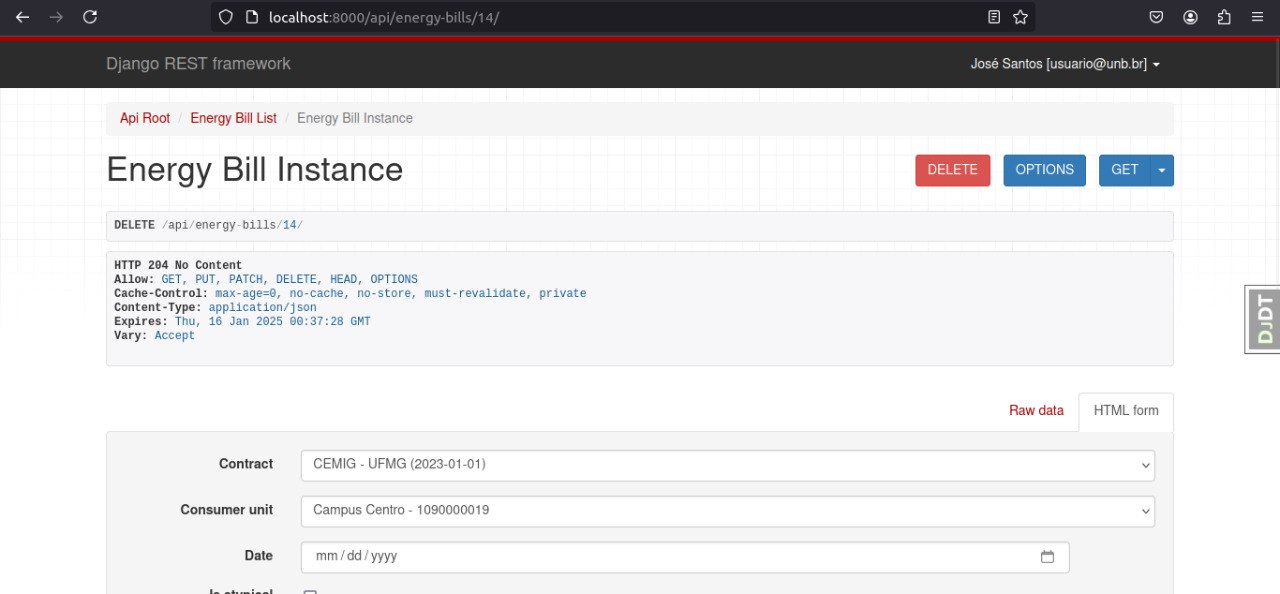 localhost:8000/api/energy-bills/14/
Django REST framework
José Santos [usuario@unb.br]
Api Root / Energy Bill List / Energy Bill Instance
Energy Bill Instance
DELETE OPTIONS GET
DELETE /api/energy-bills/14/
HTTP 204 No Content
Allow: GET, PUT, PATCH, DELETE, HEAD, OPTIONS
Cache-Control: max-age=0, no-cache, no-store, must-revalidate, private
Content-Type: application/json
Expires: Thu, 16 Jan 2025 00:37:28 GMT
Vary: Accept
DJDT
Raw data HTML form
Contract CEMIG - UFMG (2023-01-01)
Consumer unit Campus Centro - 1090000019
Date mm / dd / yyyy
Is atypical